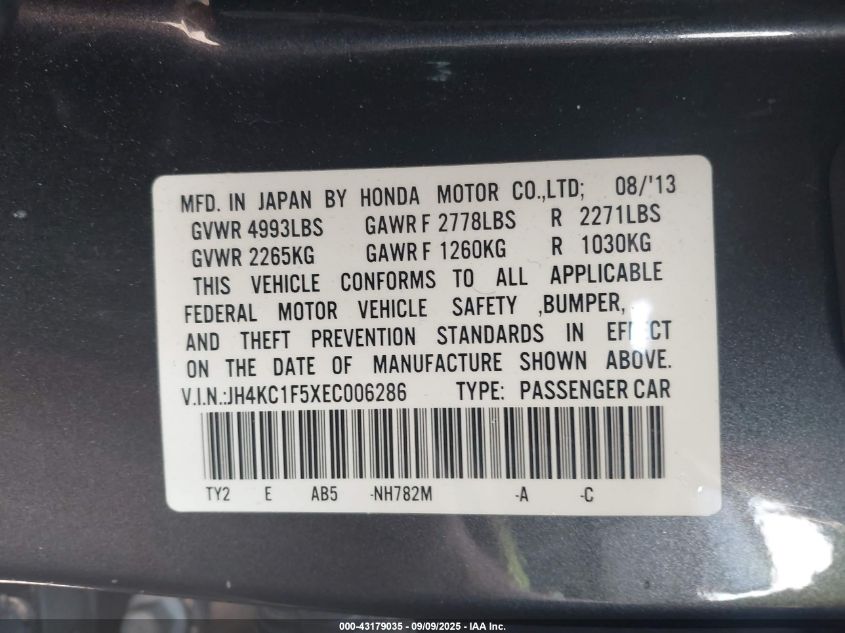 MFD. IN JAPAN BY HONDA MOTOR CO.,LTD; 08/'13
GVWR 4993LBS GAWR F 2778LBS R 2271LBS
GVWR 2265KG GAWR F 1260KG R 1030KG
THIS VEHICLE CONFORMS TO ALL APPLICABLE
FEDERAL MOTOR VEHICLE SAFETY ,BUMPER,
AND THEFT PREVENTION STANDARDS IN EFFECT
ON THE DATE OF MANUFACTURE SHOWN ABOVE.
V.I.N.:JH4KC1F5XEC006286 TYPE: PASSENGER CAR
TY2 E AB5 -NH782M -A -C
000-43179035 - 09/09/2025 - IAA Inc.